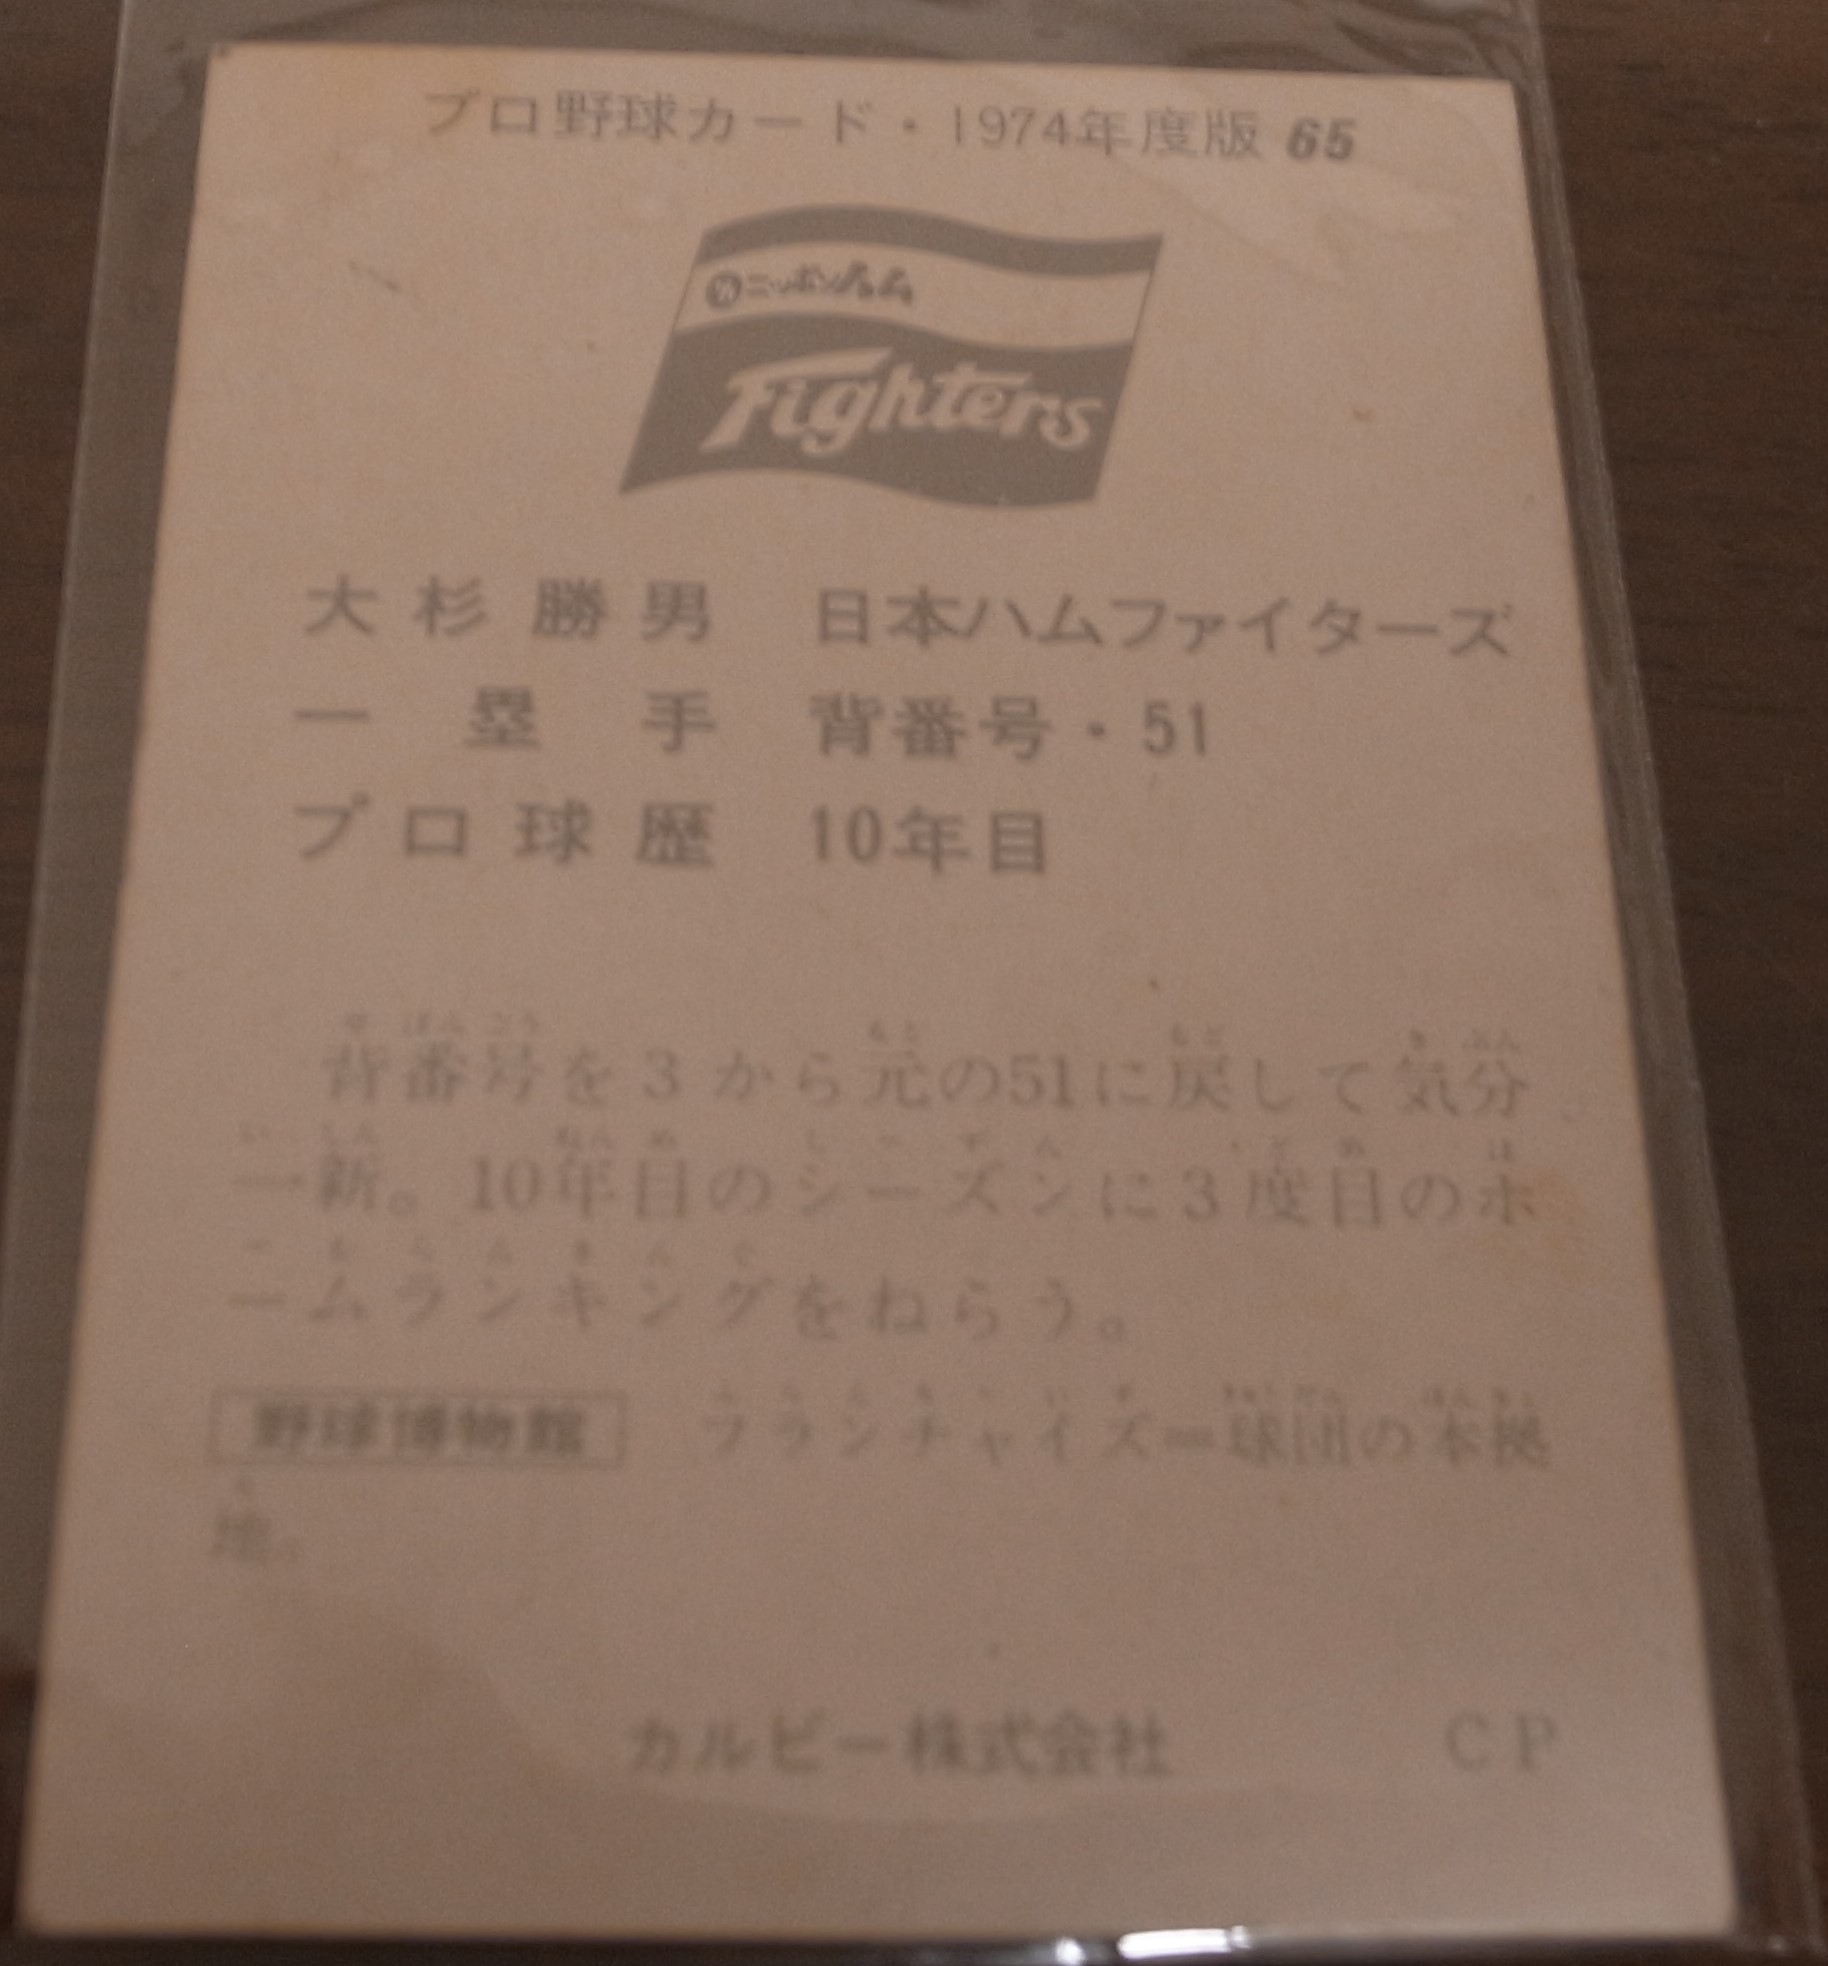 プロ野球カード・1974年度版 65
ニッポンハム
Fighters
大杉勝男 日本ハムファイターズ
一塁手 背番号・51
プロ球歴 10年目
背番号を3から元の51に戻して気分
一新。10年目のシーズンに3度目のホ
ームランキングをねらう。
野球博物館 フランチャイズ=球団の本拠
地。
カルビー株式会社 CP